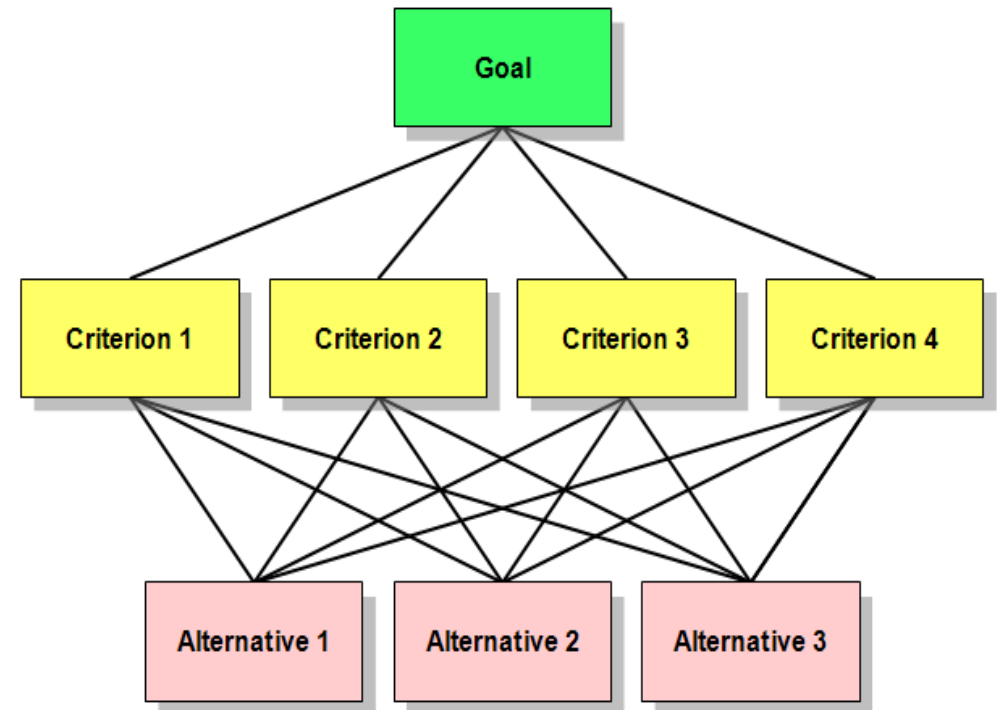 Goal
Criterion 1
Criterion 2
Criterion 3
Criterion 4
Alternative 1
Alternative 2
Alternative 3